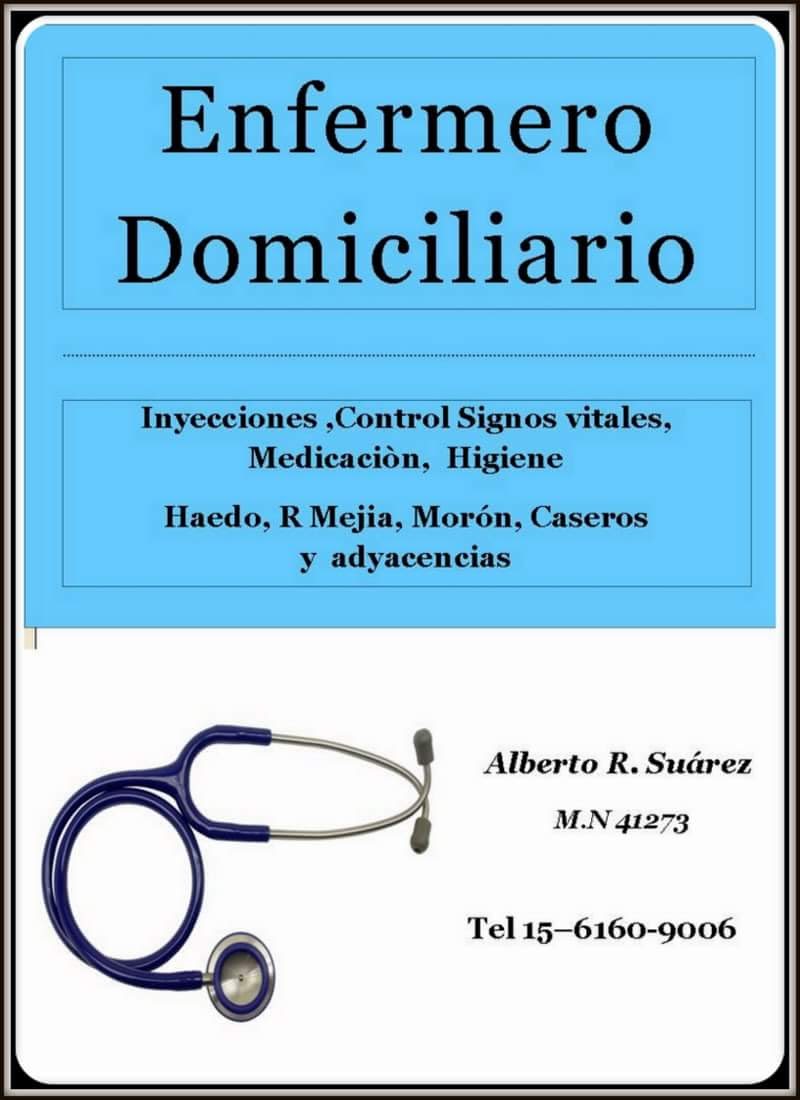 Enfermero
Domiciliario
Inyecciones ,Control Signos vitales,
Medicaciòn, Higiene
Haedo, R Mejia, Morón, Caseros
y adyacencias
Alberto R. Suárez
M.N 41273
Tel 15–6160-9006